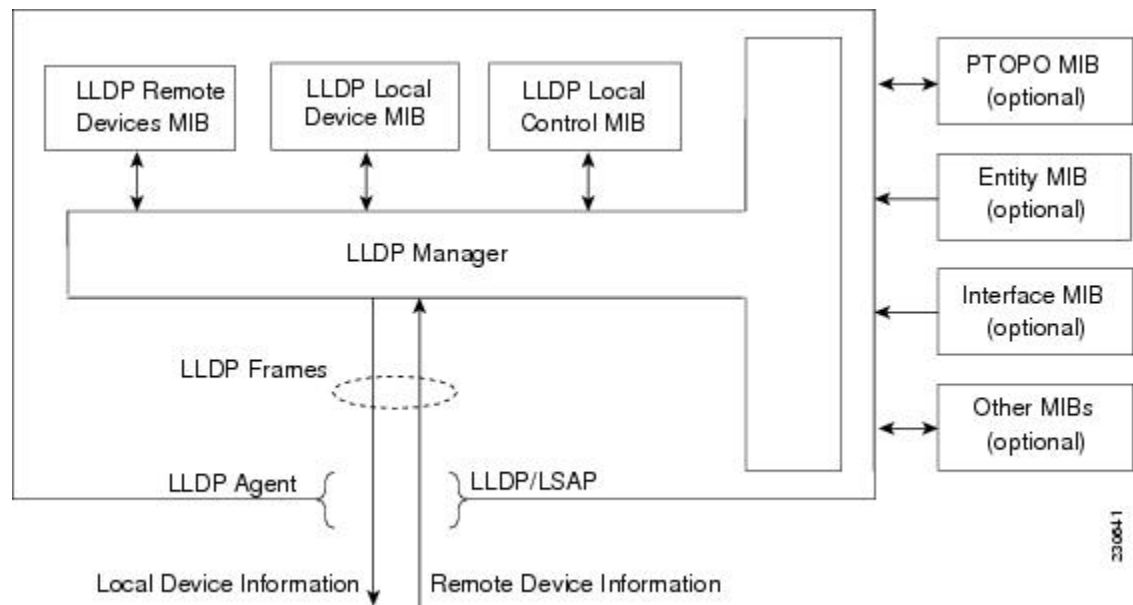 LLDP Remote
Devices MIB
LLDP Local
Device MIB
LLDP Local
Control MIB
PTOPO MIB
(optional)
Entity MIB
(optional)
LLDP Manager
Interface MIB
(optional)
LLDP Frames
Other MIBs
(optional)
LLDP Agent
LLDP/LSAP
230641
Local Device Information
Remote Device Information